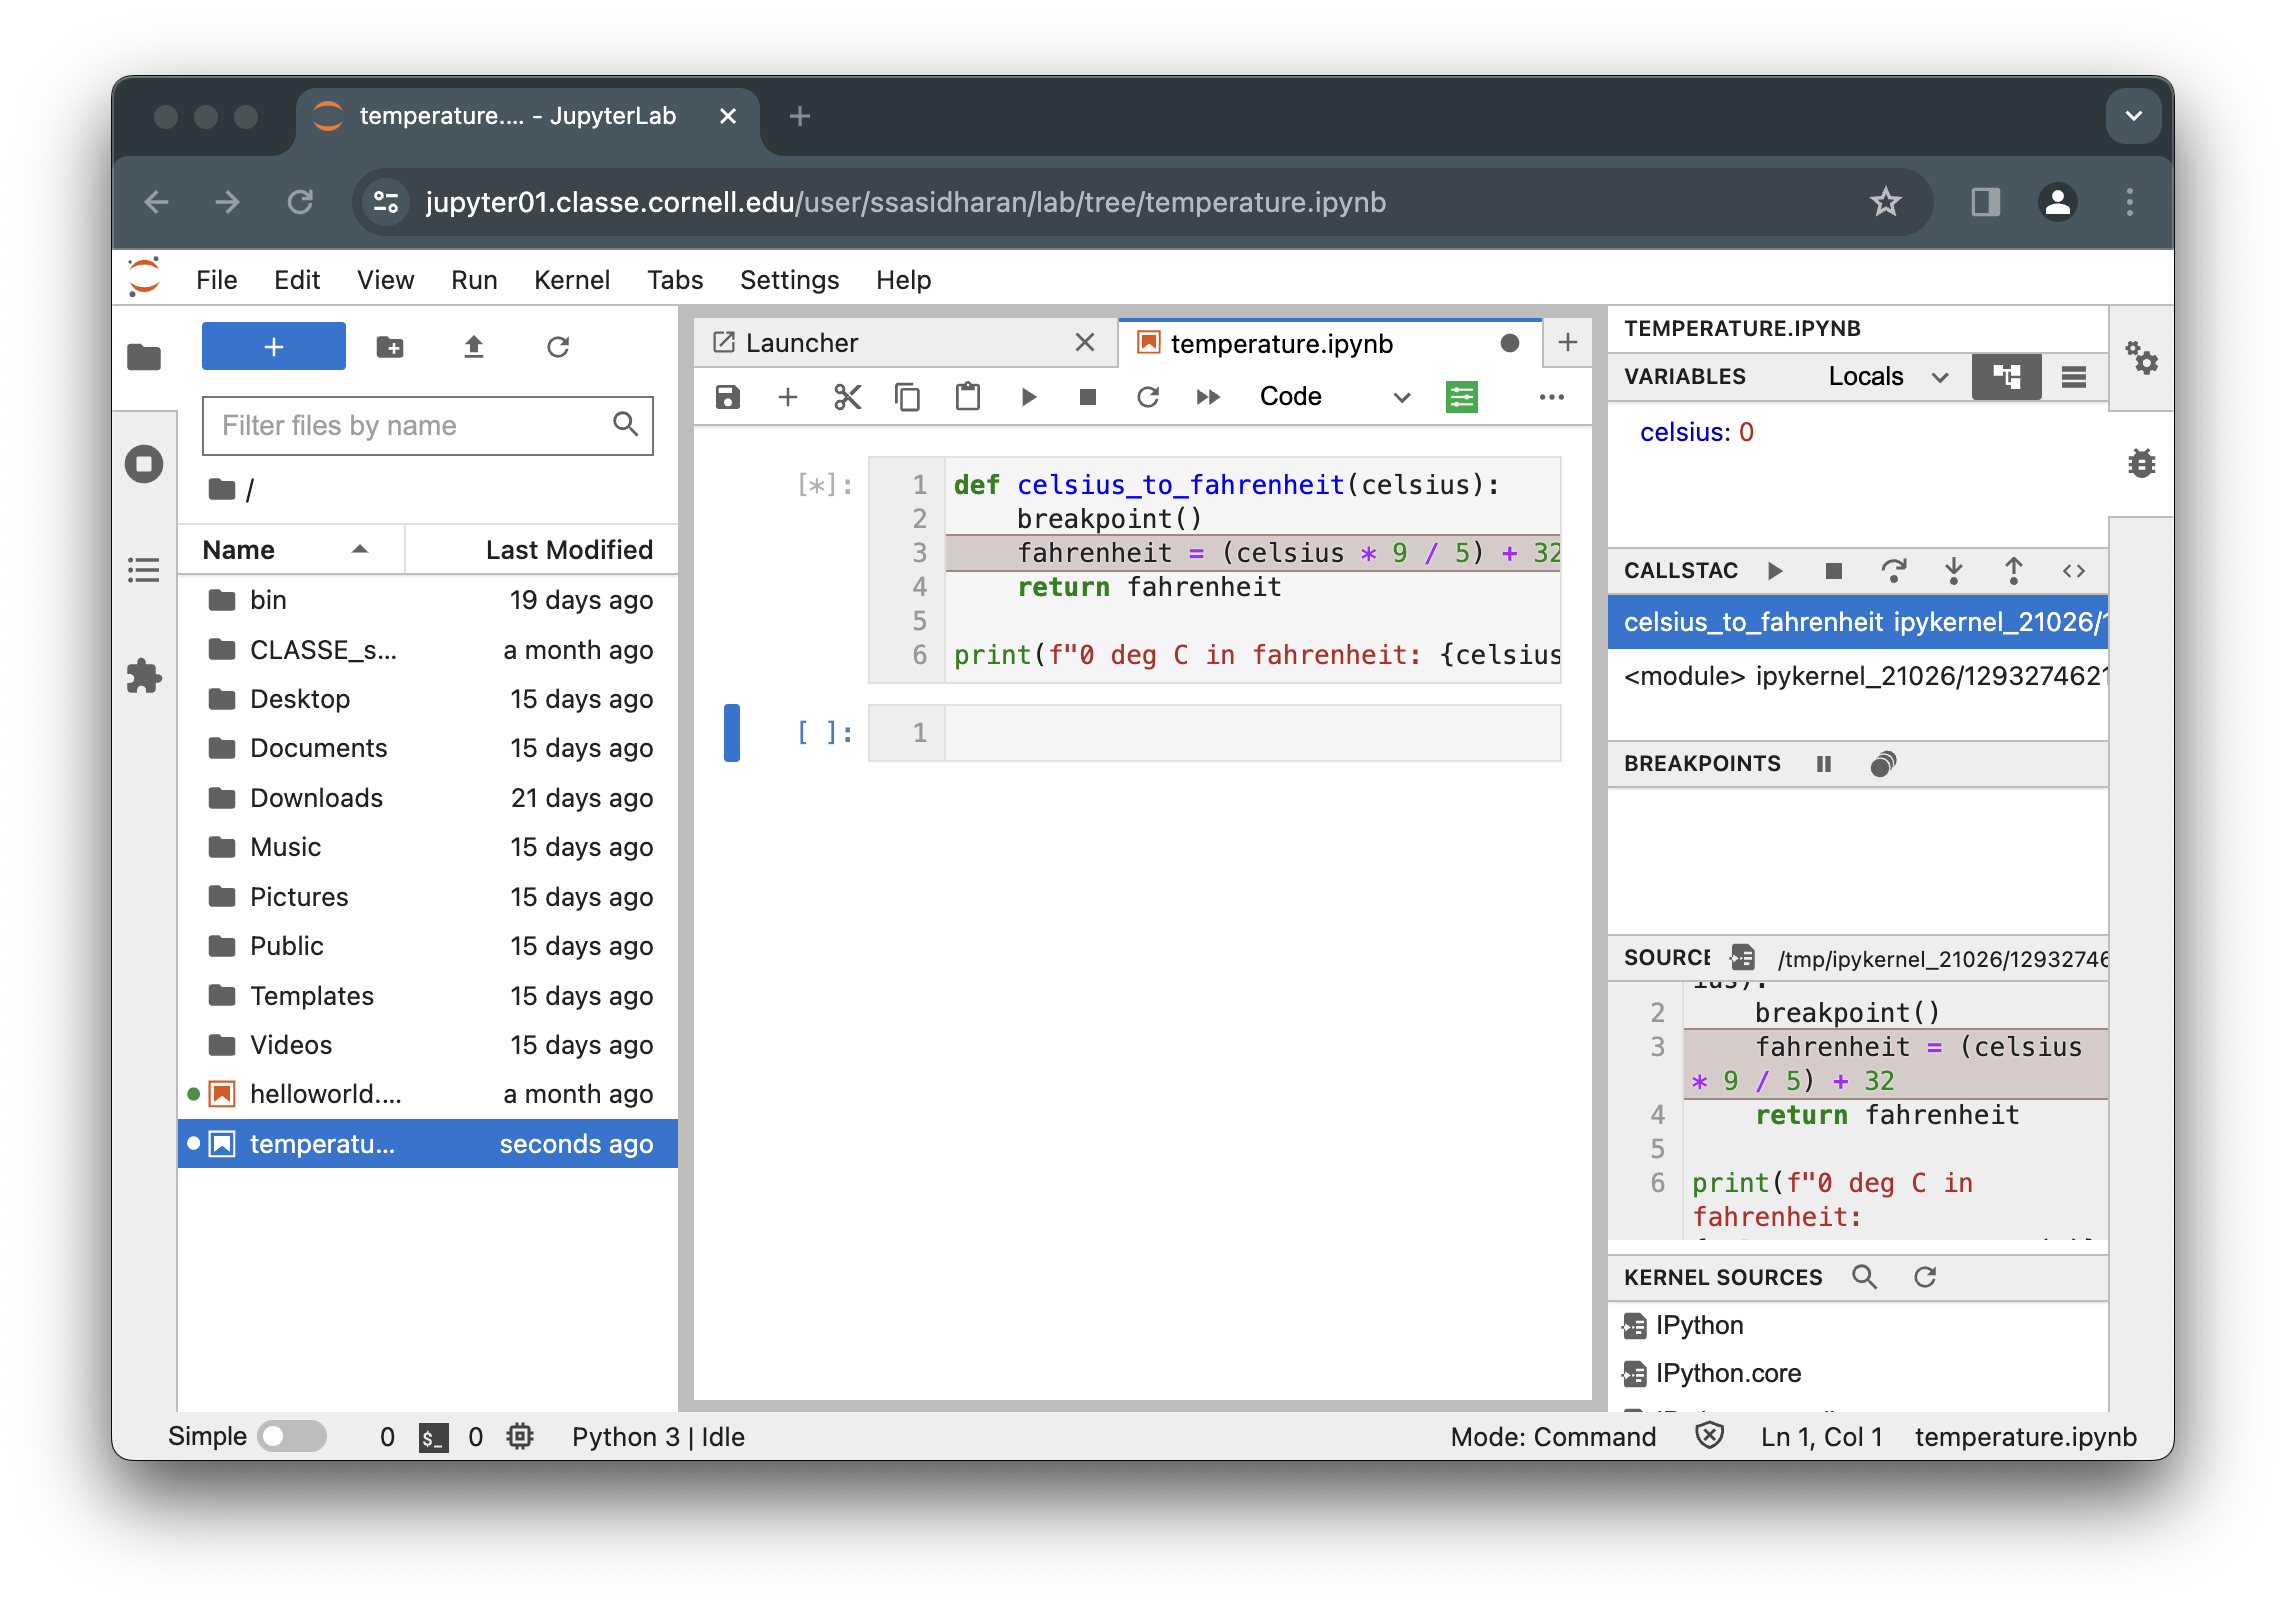 temperature.... - JupyterLab
jupyter01.classe.cornell.edu/user/ssasidharan/lab/tree/temperature.ipynb
File Edit View Run Kernel Tabs Settings Help
+
Filter files by name
/
Name Last Modified
bin 19 days ago
CLASSE_s... a month ago
Desktop 15 days ago
Documents 15 days ago
Downloads 21 days ago
Music 15 days ago
Pictures 15 days ago
Public 15 days ago
Templates 15 days ago
Videos 15 days ago
helloworld.... a month ago
temperatu... seconds ago
Launcher
temperature.ipynb
Code
[*]:
1 def celsius_to_fahrenheit(celsius):
2 breakpoint()
3 fahrenheit = (celsius * 9 / 5) + 32
4 return fahrenheit
5
6 print(f"0 deg C in fahrenheit: {celsius
[ ]: 1
TEMPERATURE.IPYNB
VARIABLES Locals
celsius: 0
CALLSTAC
celsius_to_fahrenheit ipykernel_21026/
<module> ipykernel_21026/1293274621
BREAKPOINTS
SOURCE /tmp/ipykernel_21026/1293274
ius):
2 breakpoint()
3 fahrenheit = (celsius
* 9 / 5) + 32
4 return fahrenheit
5
6 print(f"0 deg C in
fahrenheit:
KERNEL SOURCES
IPython
IPython.core
Simple 0 $_ 0 Python 3 | Idle Mode: Command Ln 1, Col 1 temperature.ipynb